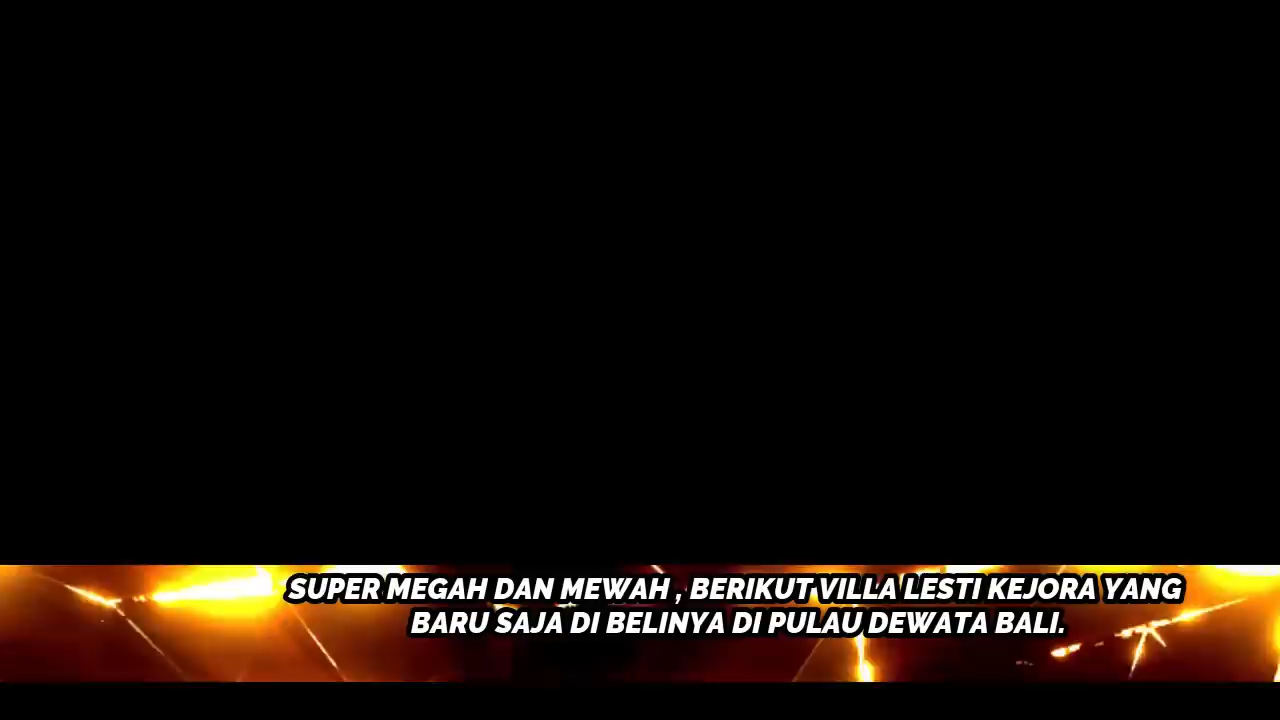 SUPER MEGAH DAN MEWAH , BERIKUT VILLA LESTI KEJORA YANG
BARU SAJA DI BELINYA DI PULAU DEWATA BALI.